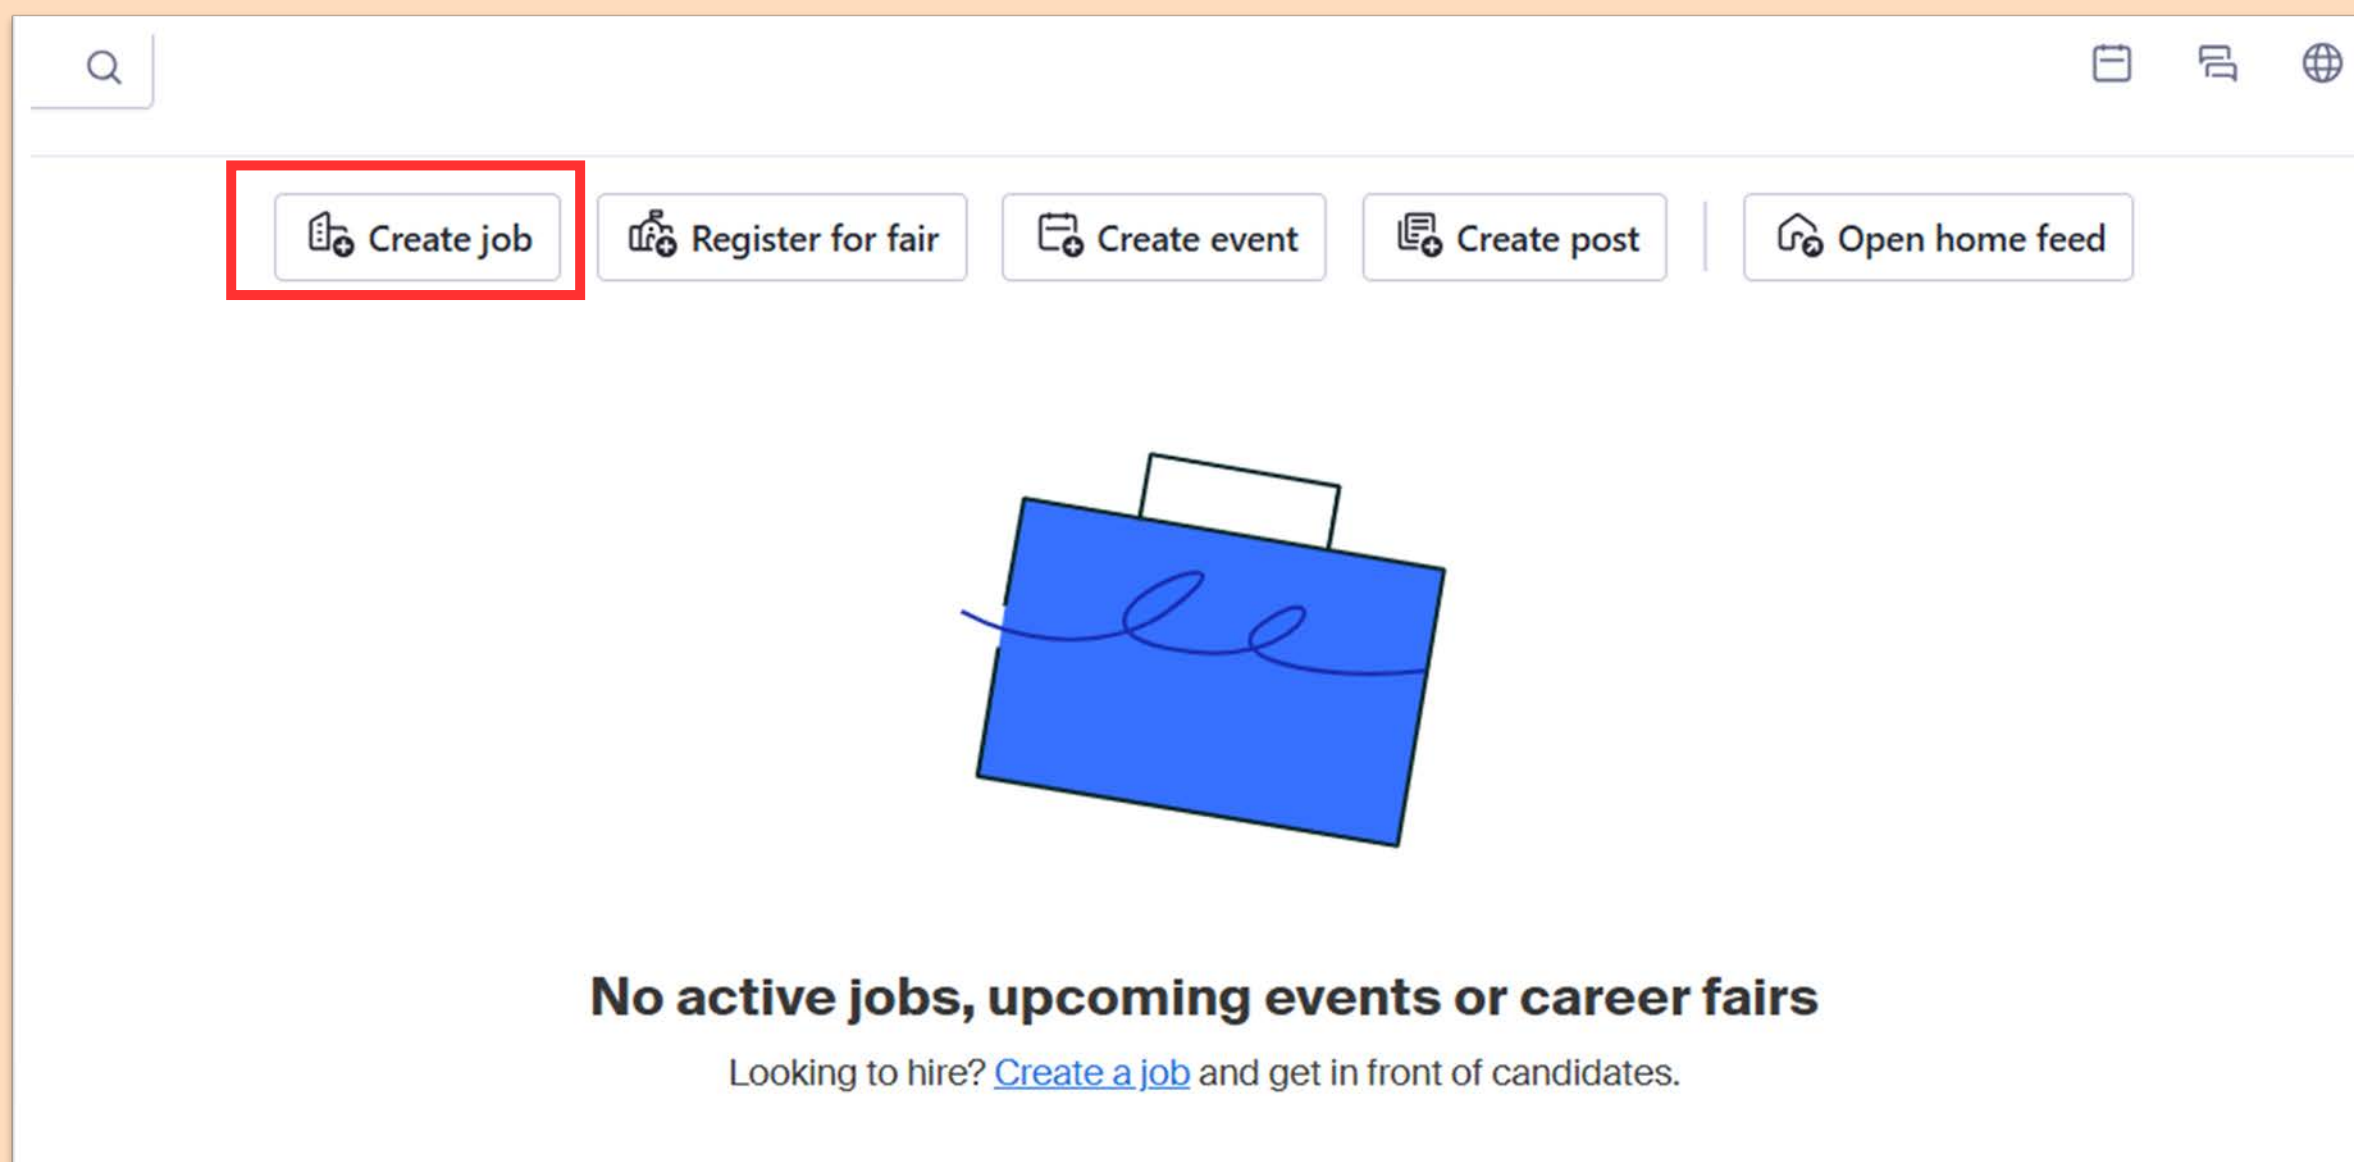 Create job
Register for fair
Create event
Create post
Open home feed
No active jobs, upcoming events or career fairs
Looking to hire? Create a job and get in front of candidates.